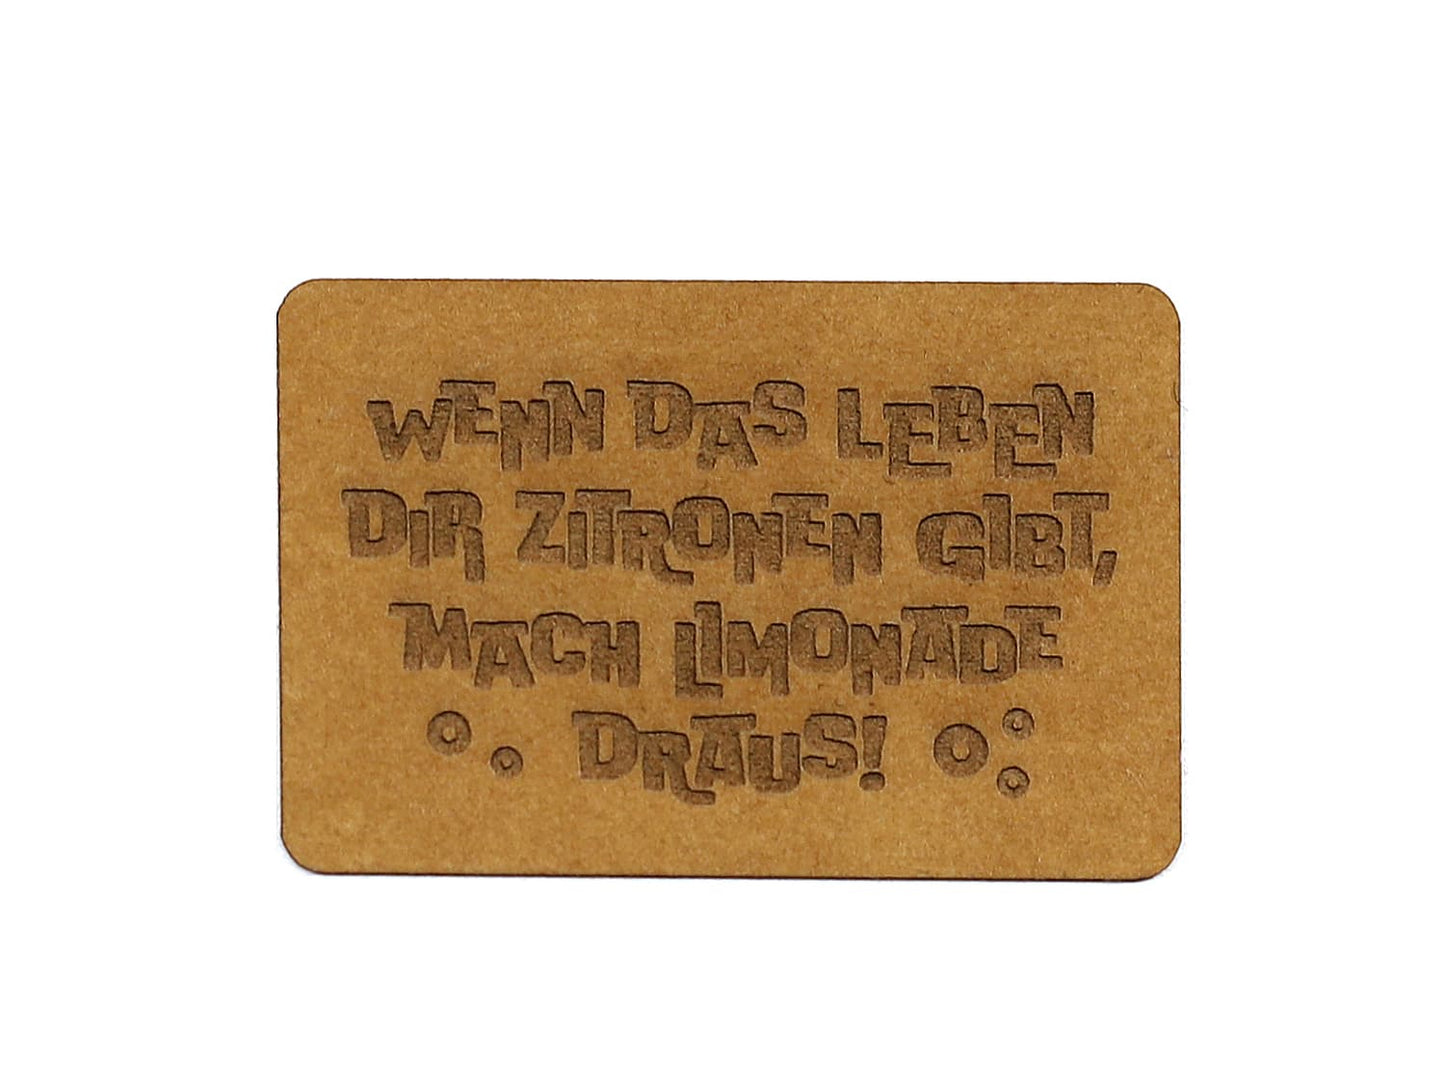 WENN DAS LEBEN
DIR ZITRONEN GIBT,
MACH LIMONADE
DRAUS!